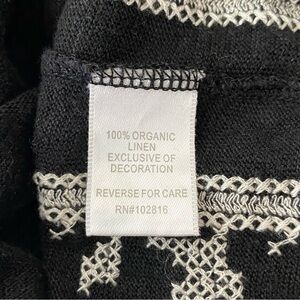 100% ORGANIC
LINEN
EXCLUSIVE OF
DECORATION
REVERSE FOR CARE
RN#102816